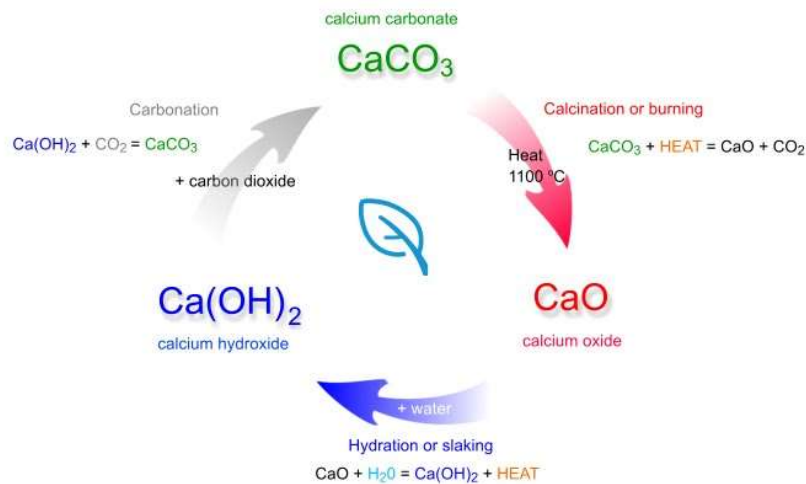 calcium carbonate
CaCO₃
Carbonation
Ca(OH)₂ + CO₂ = CaCO₃
+ carbon dioxide
Calcination or burning
CaCO₃ + HEAT = CaO + CO₂
Heat
1100 ºC
Ca(OH)₂
calcium hydroxide
CaO
calcium oxide
+ water
Hydration or slaking
CaO + H₂0 = Ca(OH)₂ + HEAT